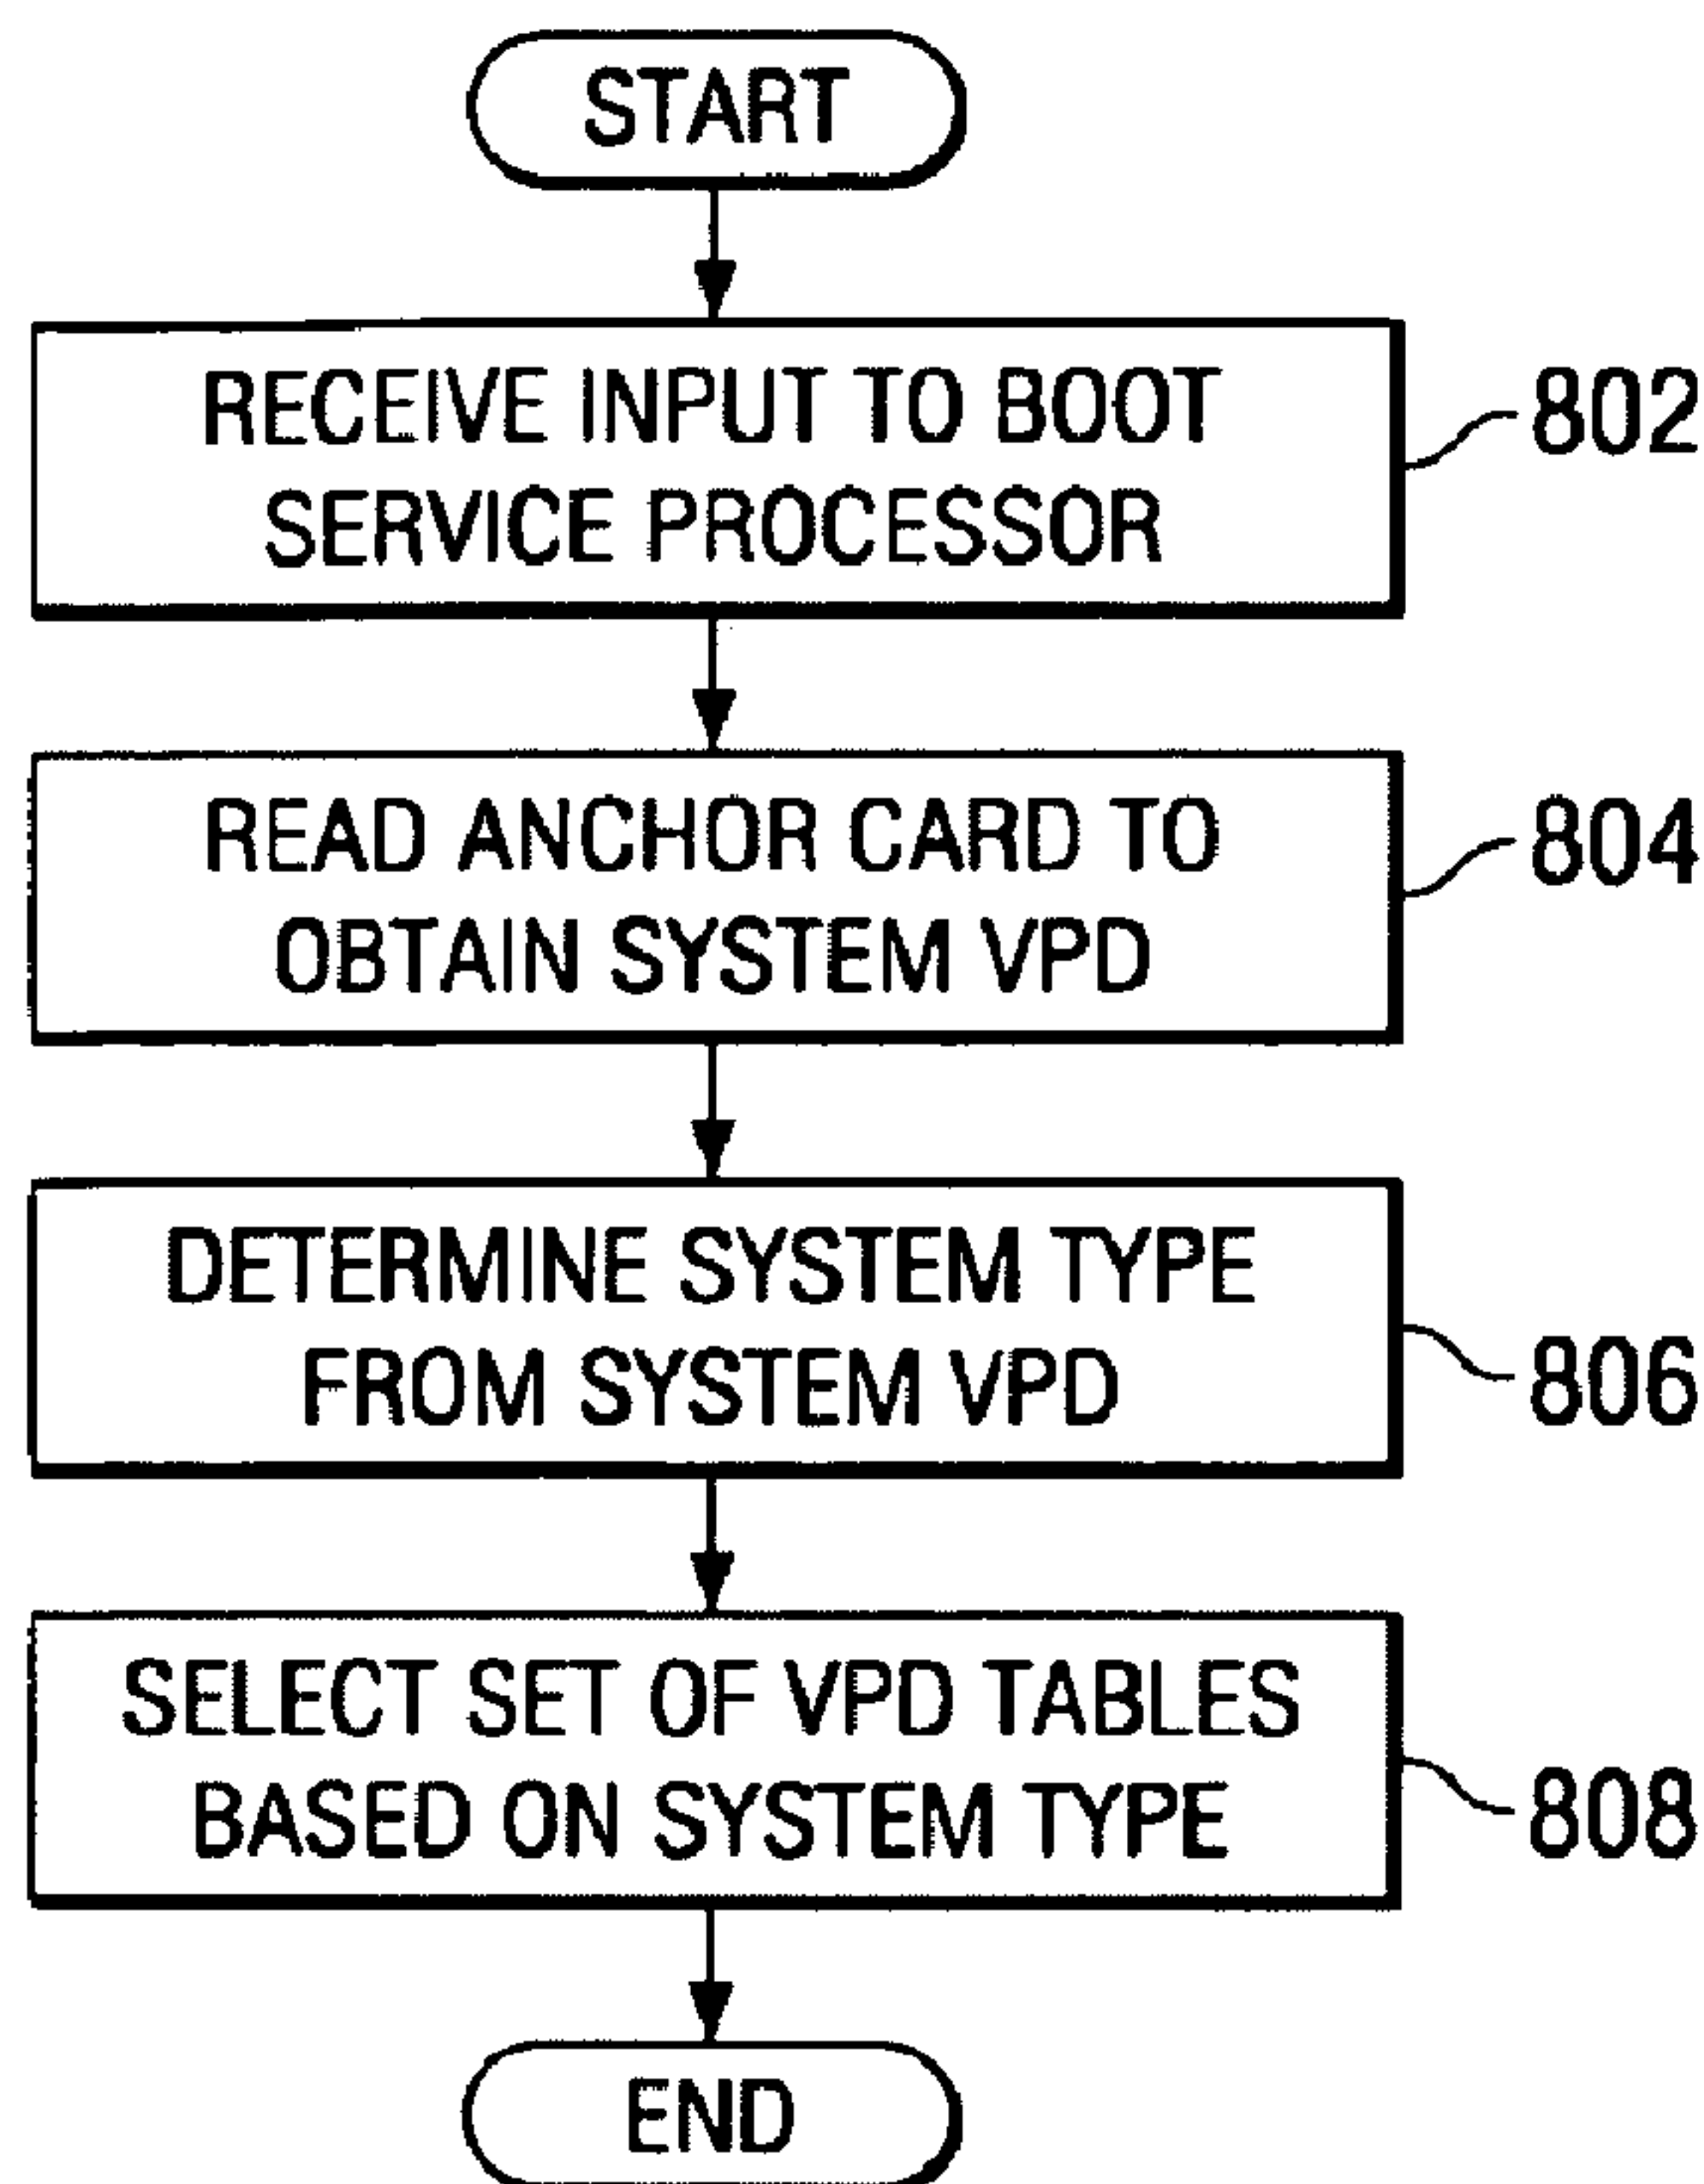 START
RECEIVE INPUT TO BOOT
SERVICE PROCESSOR
802
READ ANCHOR CARD TO
OBTAIN SYSTEM VPD
804
DETERMINE SYSTEM TYPE
FROM SYSTEM VPD
806
SELECT SET OF VPD TABLES
BASED ON SYSTEM TYPE
808
END